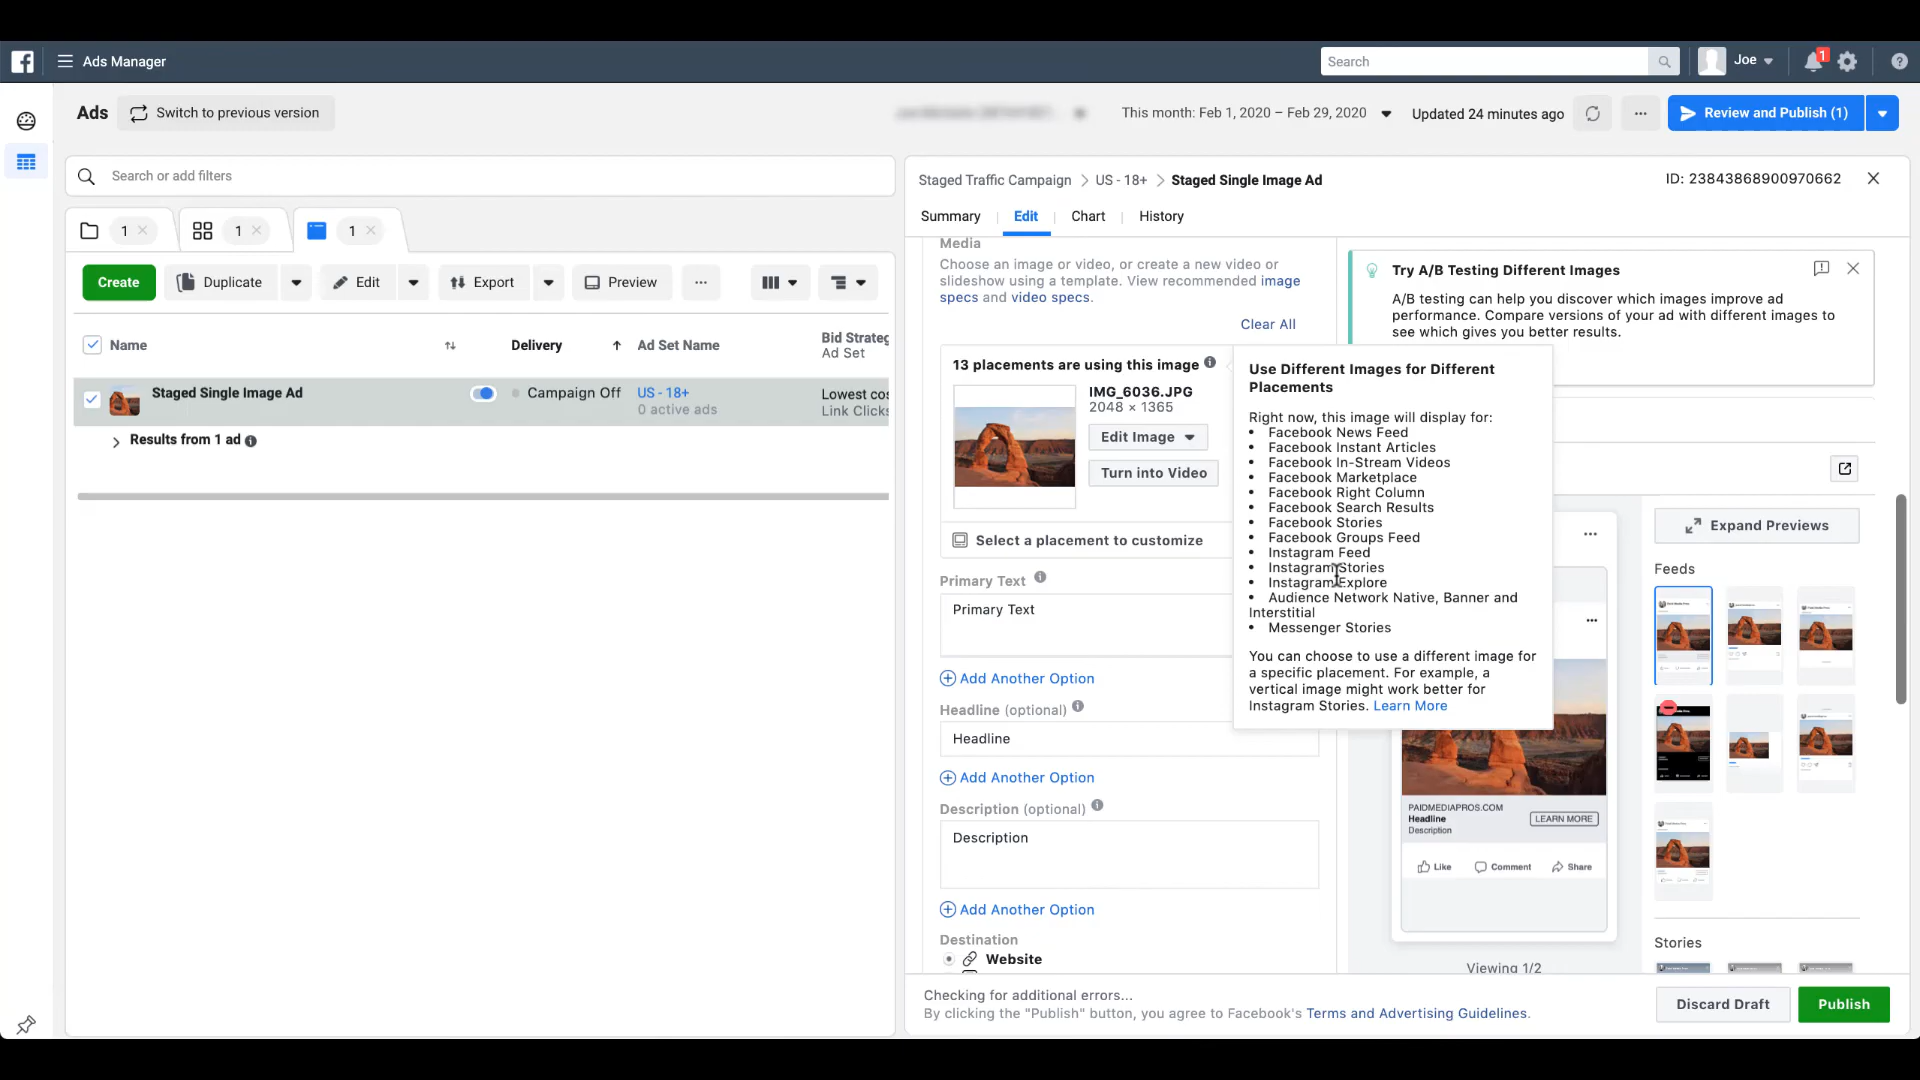 Ads Manager
Search
Joe
1
Ads
Switch to previous version
This month: Feb 1, 2020 – Feb 29, 2020
Updated 24 minutes ago
Review and Publish (1)
Search or add filters
1
1
1
Create
Duplicate
Edit
Export
Preview
Name
Delivery
Ad Set Name
Bid Strateg
Ad Set
Staged Single Image Ad
Campaign Off
US - 18+
0 active ads
Lowest cos
Link Clicks
Results from 1 ad
Staged Traffic Campaign
US - 18+
Staged Single Image Ad
ID: 23843868900970662
Summary
Edit
Chart
History
Media
Choose an image or video, or create a new video or
slideshow using a template. View recommended image
specs and video specs.
Clear All
13 placements are using this image
IMG_6036.JPG
2048 × 1365
Edit Image
Turn into Video
Select a placement to customize
Primary Text
Primary Text
Add Another Option
Headline (optional)
Headline
Add Another Option
Description (optional)
Description
Add Another Option
Destination
Website
Try A/B Testing Different Images
A/B testing can help you discover which images improve ad
performance. Compare versions of your ad with different images to
see which gives you better results.
Use Different Images for Different
Placements
Right now, this image will display for:
• Facebook News Feed
• Facebook Instant Articles
• Facebook In-Stream Videos
• Facebook Marketplace
• Facebook Right Column
• Facebook Search Results
• Facebook Stories
• Facebook Groups Feed
• Instagram Feed
• Instagram Stories
• Instagram Explore
• Audience Network Native, Banner and
Interstitial
• Messenger Stories
You can choose to use a different image for
a specific placement. For example, a
vertical image might work better for
Instagram Stories. Learn More
PAIDMEDIAPROS.COM
Headline
Description
LEARN MORE
Like
Comment
Share
Viewing 1/2
Expand Previews
Feeds
Stories
Checking for additional errors...
By clicking the "Publish" button, you agree to Facebook's Terms and Advertising Guidelines.
Discard Draft
Publish